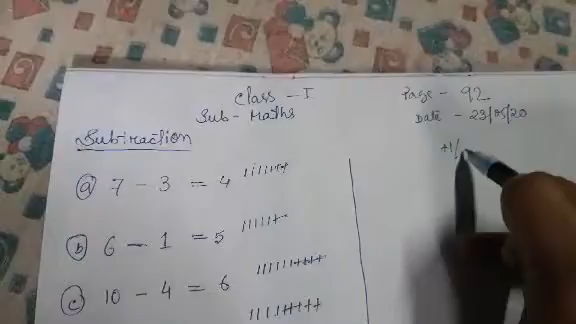 Class - I
Page - 92
Sub- Maths
Date - 23/05/20
Subtraction
(a) 7 - 3 = 4
(b) 6 - 1 = 5
(c) 10 - 4 = 6